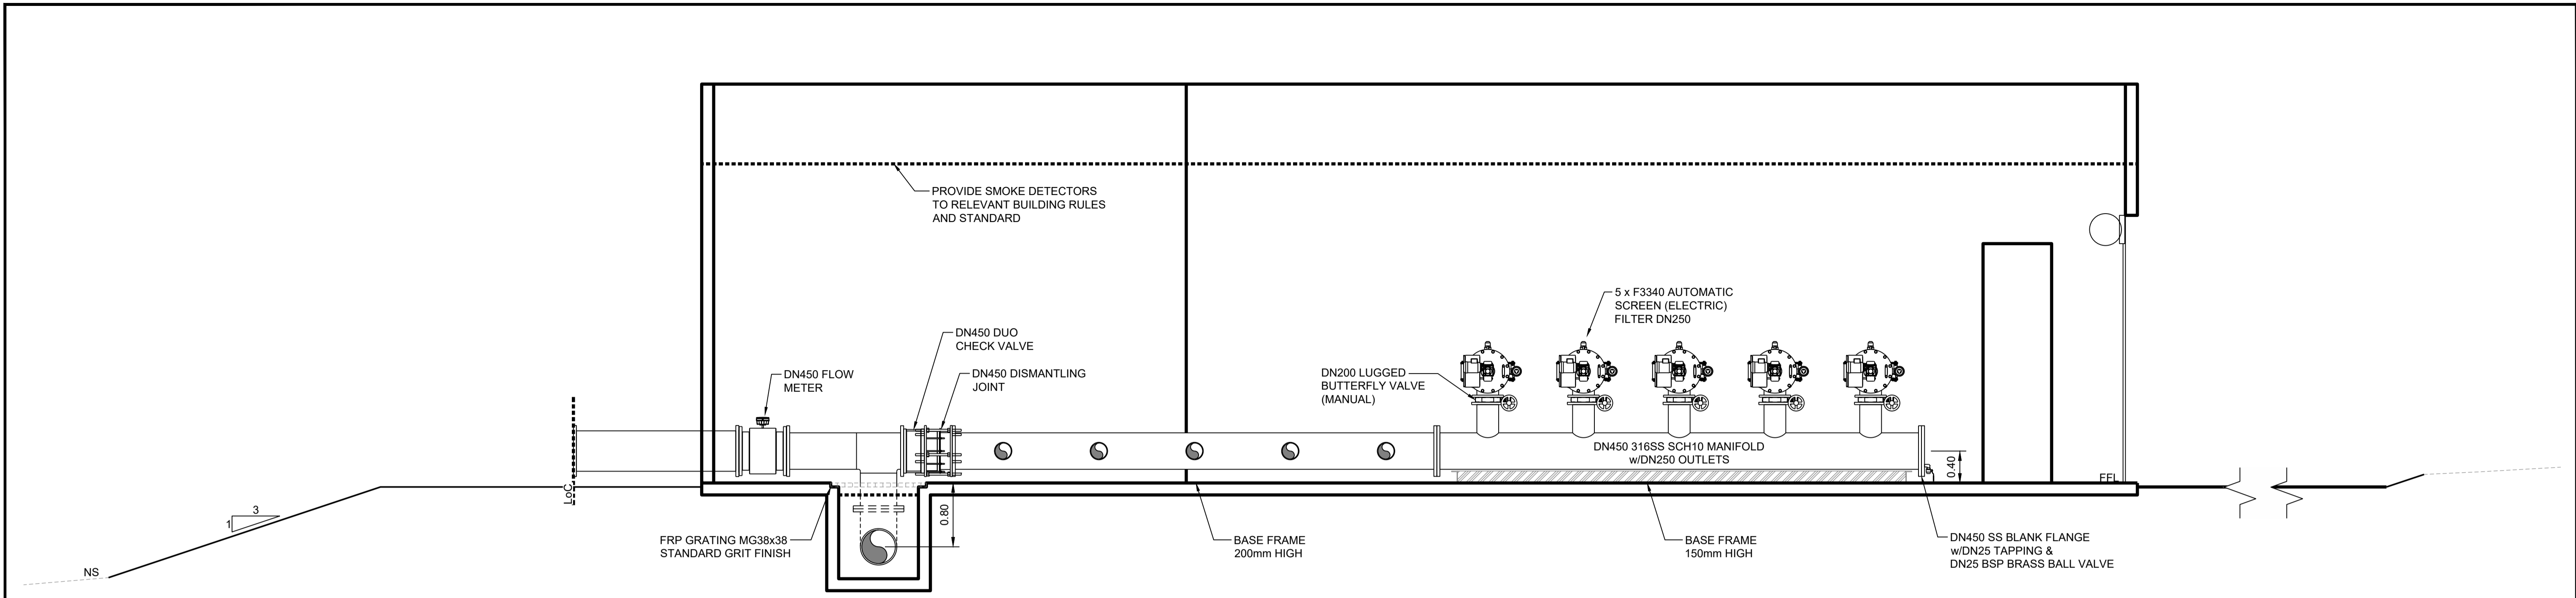 PROVIDE SMOKE DETECTORS
TO RELEVANT BUILDING RULES
AND STANDARD
5 x F3340 AUTOMATIC
SCREEN (ELECTRIC)
FILTER DN250
DN450 DUO
CHECK VALVE
DN450 FLOW
METER
DN450 DISMANTLING
JOINT
DN200 LUGGED
BUTTERFLY VALVE
(MANUAL)
DN450 316SS SCH10 MANIFOLD
w/DN250 OUTLETS
0.40
FFL
LoC
3
1
NS
0.80
FRP GRATING MG38x38
STANDARD GRIT FINISH
BASE FRAME
200mm HIGH
BASE FRAME
150mm HIGH
DN450 SS BLANK FLANGE
w/DN25 TAPPING &
DN25 BSP BRASS BALL VALVE